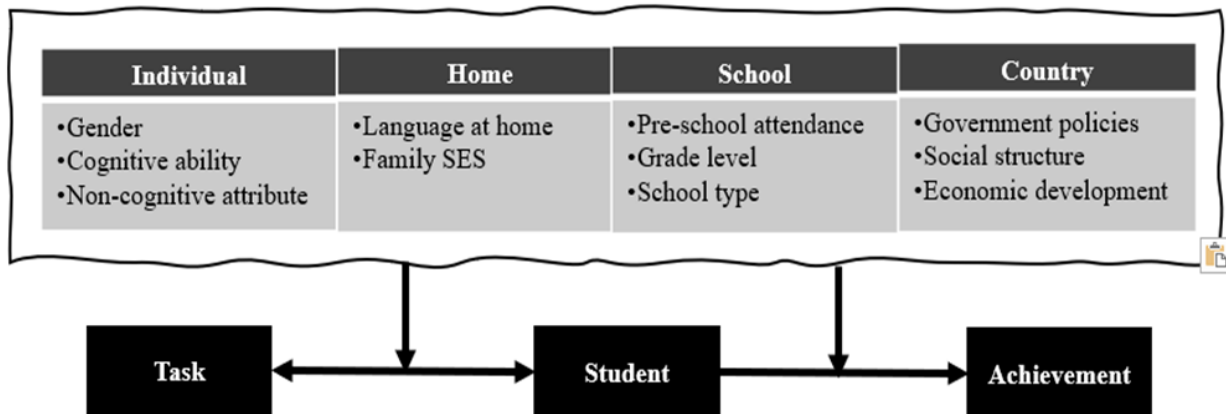 Individual
Home
School
Country
•Gender
•Cognitive ability
•Non-cognitive attribute
•Language at home
•Family SES
•Pre-school attendance
•Grade level
•School type
•Government policies
•Social structure
•Economic development
Task
Student
Achievement